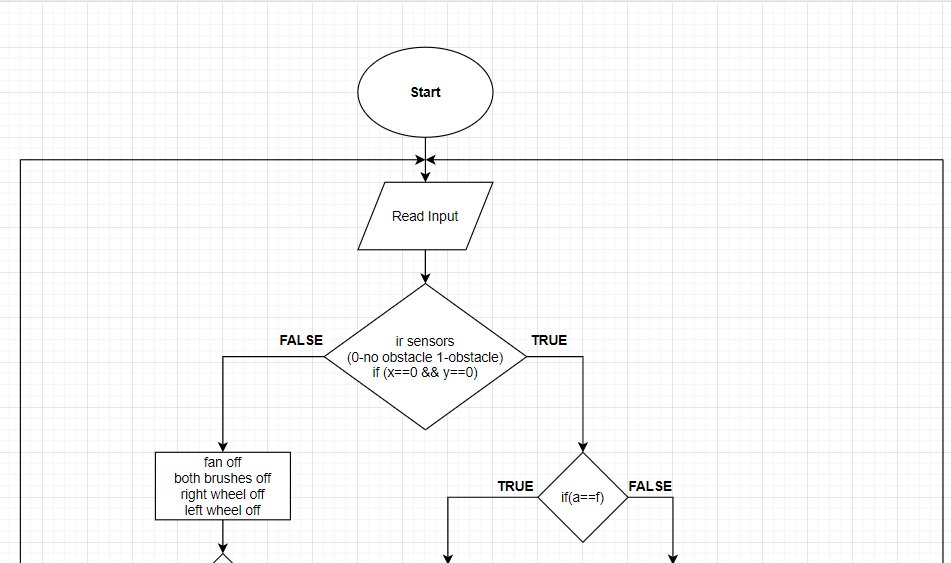 Start
Read Input
FALSE
TRUE
ir sensors
(0-no obstacle 1-obstacle)
if (x==0 && y==0)
fan off
both brushes off
right wheel off
left wheel off
TRUE
FALSE
if(a==f)